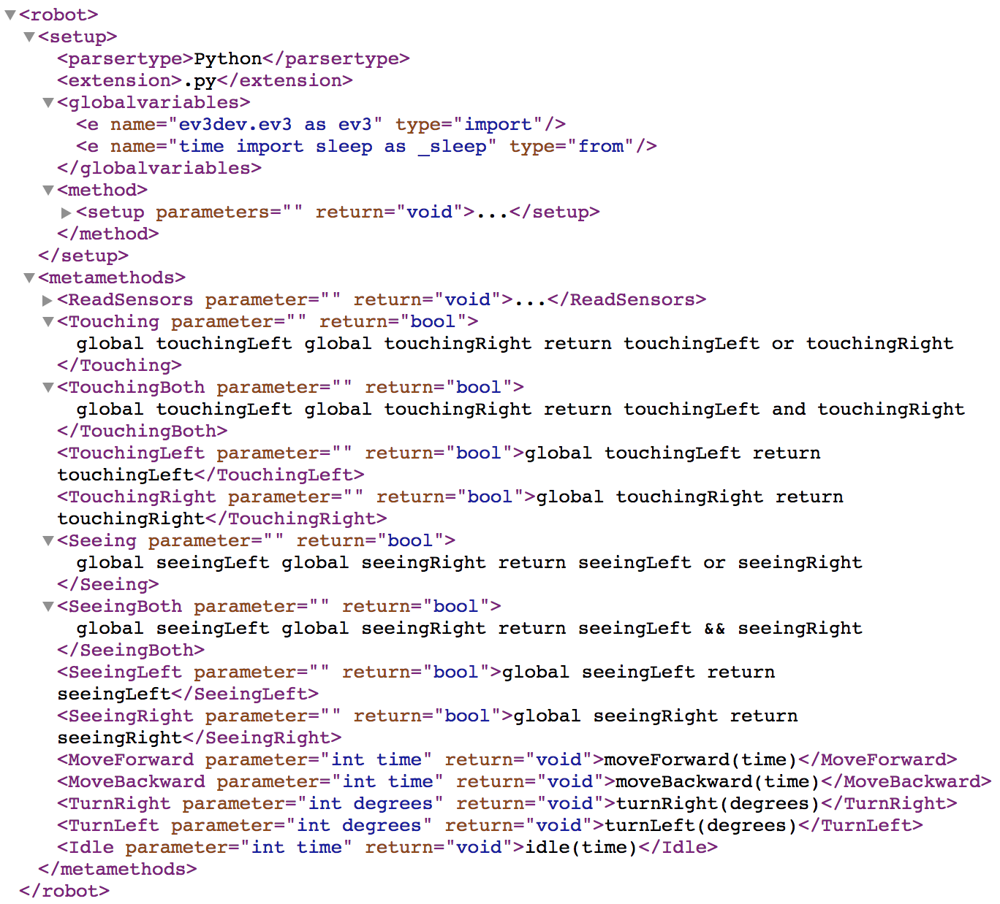 <robot>
<setup>
<parsertype>Python</parsertype>
<extension>.py</extension>
<globalvariables>
<e name="ev3dev.ev3 as ev3" type="import"/>
<e name="time import sleep as _sleep" type="from"/>
</globalvariables>
<method>
<setup parameters="" return="void">...</setup>
</method>
</setup>
<metamethods>
<ReadSensors parameter="" return="void">...</ReadSensors>
<Touching parameter="" return="bool">
global touchingLeft global touchingRight return touchingLeft or touchingRight
</Touching>
<TouchingBoth parameter="" return="bool">
global touchingLeft global touchingRight return touchingLeft and touchingRight
</TouchingBoth>
<TouchingLeft parameter="" return="bool">global touchingLeft return
touchingLeft</TouchingLeft>
<TouchingRight parameter="" return="bool">global touchingRight return
touchingRight</TouchingRight>
<Seeing parameter="" return="bool">
global seeingLeft global seeingRight return seeingLeft or seeingRight
</Seeing>
<SeeingBoth parameter="" return="bool">
global seeingLeft global seeingRight return seeingLeft && seeingRight
</SeeingBoth>
<SeeingLeft parameter="" return="bool">global seeingLeft return
seeingLeft</SeeingLeft>
<SeeingRight parameter="" return="bool">global seeingRight return
seeingRight</SeeingRight>
<MoveForward parameter="int time" return="void">moveForward(time)</MoveForward>
<MoveBackward parameter="int time" return="void">moveBackward(time)</MoveBackward>
<TurnRight parameter="int degrees" return="void">turnRight(degrees)</TurnRight>
<TurnLeft parameter="int degrees" return="void">turnLeft(degrees)</TurnLeft>
<Idle parameter="int time" return="void">idle(time)</Idle>
</metamethods>
</robot>